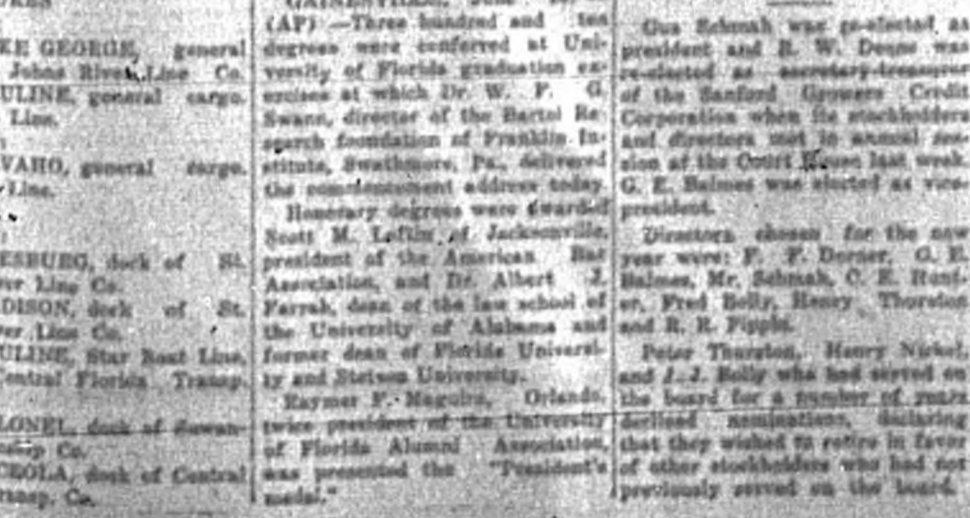 KE GEORGE, general
Johns River Line Co.
ULINE, general cargo.
Line.
VAHO, general cargo.
Line.
ESBURG, dock of St.
er Line Co.
DISON, dock of St.
er Line Co.
ULINE, Star Boat Line,
entral Florida Transp.
LONEL, dock of Suwan-
Co.
CEOLA, dock of Central
ransp. Co.
(AP) —Three hundred and ten
degrees were conferred at Uni-
versity of Florida graduation ex-
ercises at which Dr. W. F. G.
Swann, director of the Bartol Re-
search foundation of Franklin In-
stitute, Swathmore, Pa., delivered
the commencement address today.
Honorary degrees were awarded
Scott M. Loftin of Jacksonville,
president of the American Bar
Association, and Dr. Albert J.
Farrah, dean of the law school of
the University of Alabama and
former dean of Florida Universi-
ty and Stetson University.
Raymer F. Maguire, Orlando,
twice president of the University
of Florida Alumni Association,
was presented the "President's
medal."
Gus Schmah was re-elected as
president and R. W. Deane was
re-elected as secretary-treasurer
of the Sanford Growers Credit
Corporation when its stockholders
and directors met in annual ses-
sion at the Court House last week.
G. E. Balmes was elected as vice-
president.
Directors chosen for the new
year were: F. F. Dorner, G. E.
Balmes, Mr. Schmah, C. E. Hunt-
er, Fred Bolly, Henry Thurston
and R. R. Pipple.
Peter Thurston, Henry Nickel,
and J. J. Bolly who had served on
the board for a number of years
declined nominations, declaring
that they wished to retire in favor
of other stockholders who had not
previously served on the board.